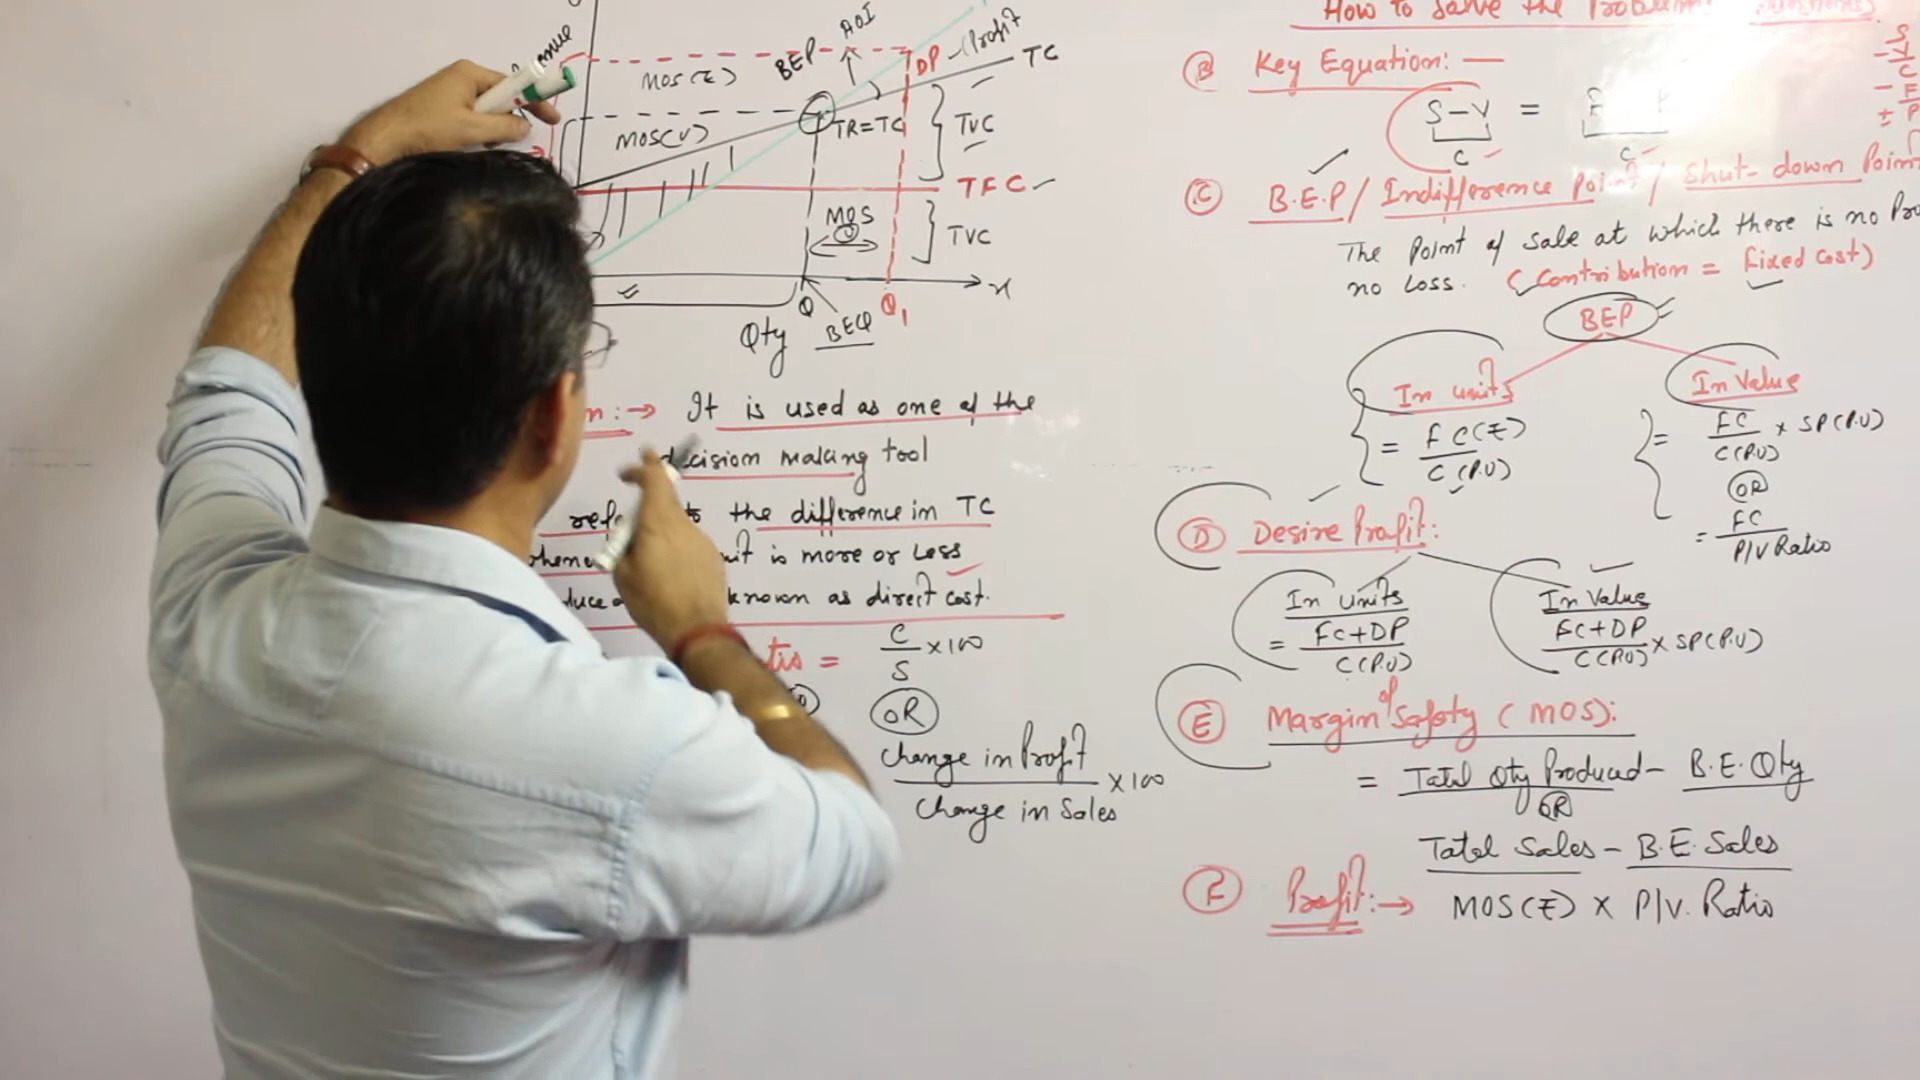 AOI
BEP
DP
Profit
TC
MOS (₹)
MOS(V)
TR=TC
TVC
TFC
MOS
Q
TVC
x
Q
Q1
Qty
BEQ
n :→ It is used as one of the
decision making tool
the difference in TC
unit is more or less
known as direct cost.
=
C/S × 100
OR
Change in Profit / Change in Sales × 100
How to Solve the Problem
B Key Equation: —
S-V =
C C
S
-V
C
-F
±P
C B.E.P / Indifference Point / Shut-down Point
The Point of Sale at which there is no
no Loss. (Contribution = Fixed Cost)
BEP
In units
= FC(₹) / C(P.U)
In Value
= FC / C(P.U) × SP(P.U)
OR
= FC / P/V Ratio
D Desire Profit:
In Units
= FC+DP / C(P.U)
In Value
FC+DP / C(P.U) × SP(P.U)
E Margin of Safety (MOS):
= Total Qty Produced - B.E. Qty
OR
Total Sales - B.E. Sales
F Profit:→ MOS(₹) × P/V. Ratio